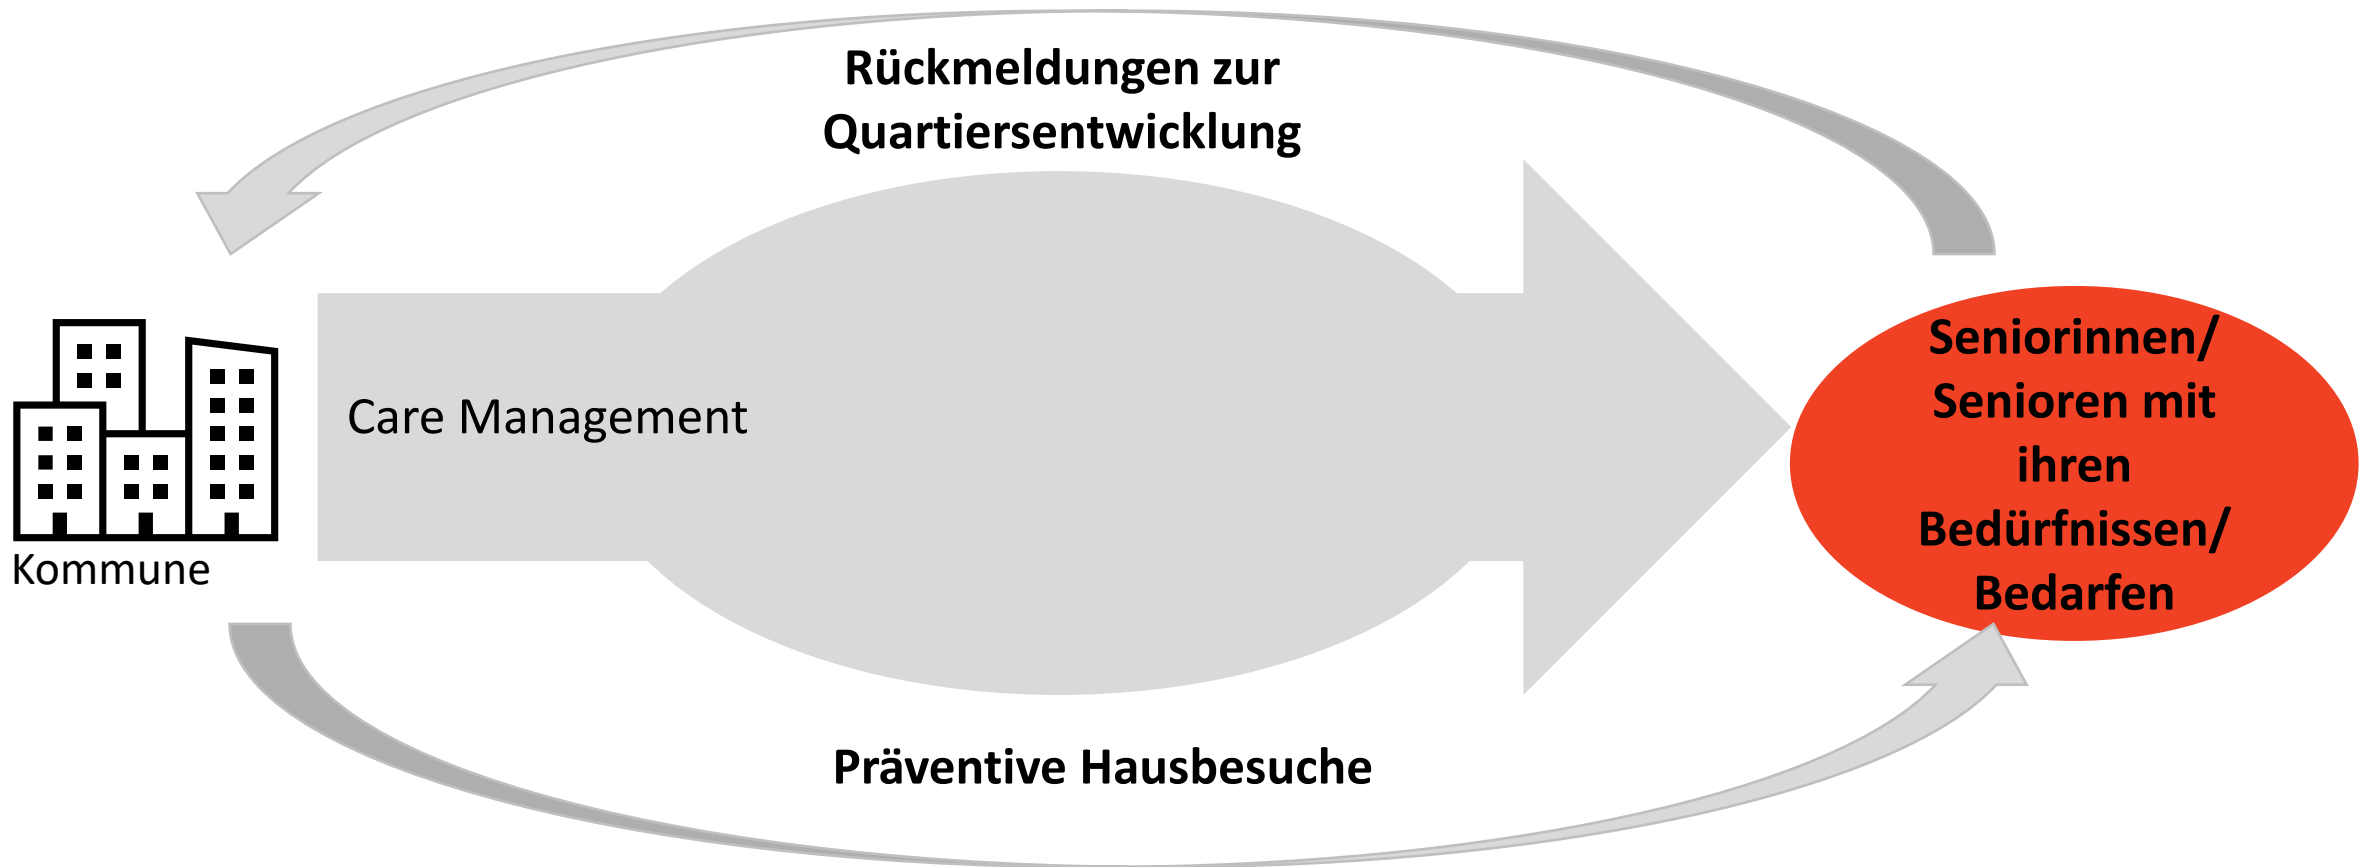 Rückmeldungen zur
Quartiersentwicklung
Care Management
Kommune
Seniorinnen/
Senioren mit
ihren
Bedürfnissen/
Bedarfen
Präventive Hausbesuche